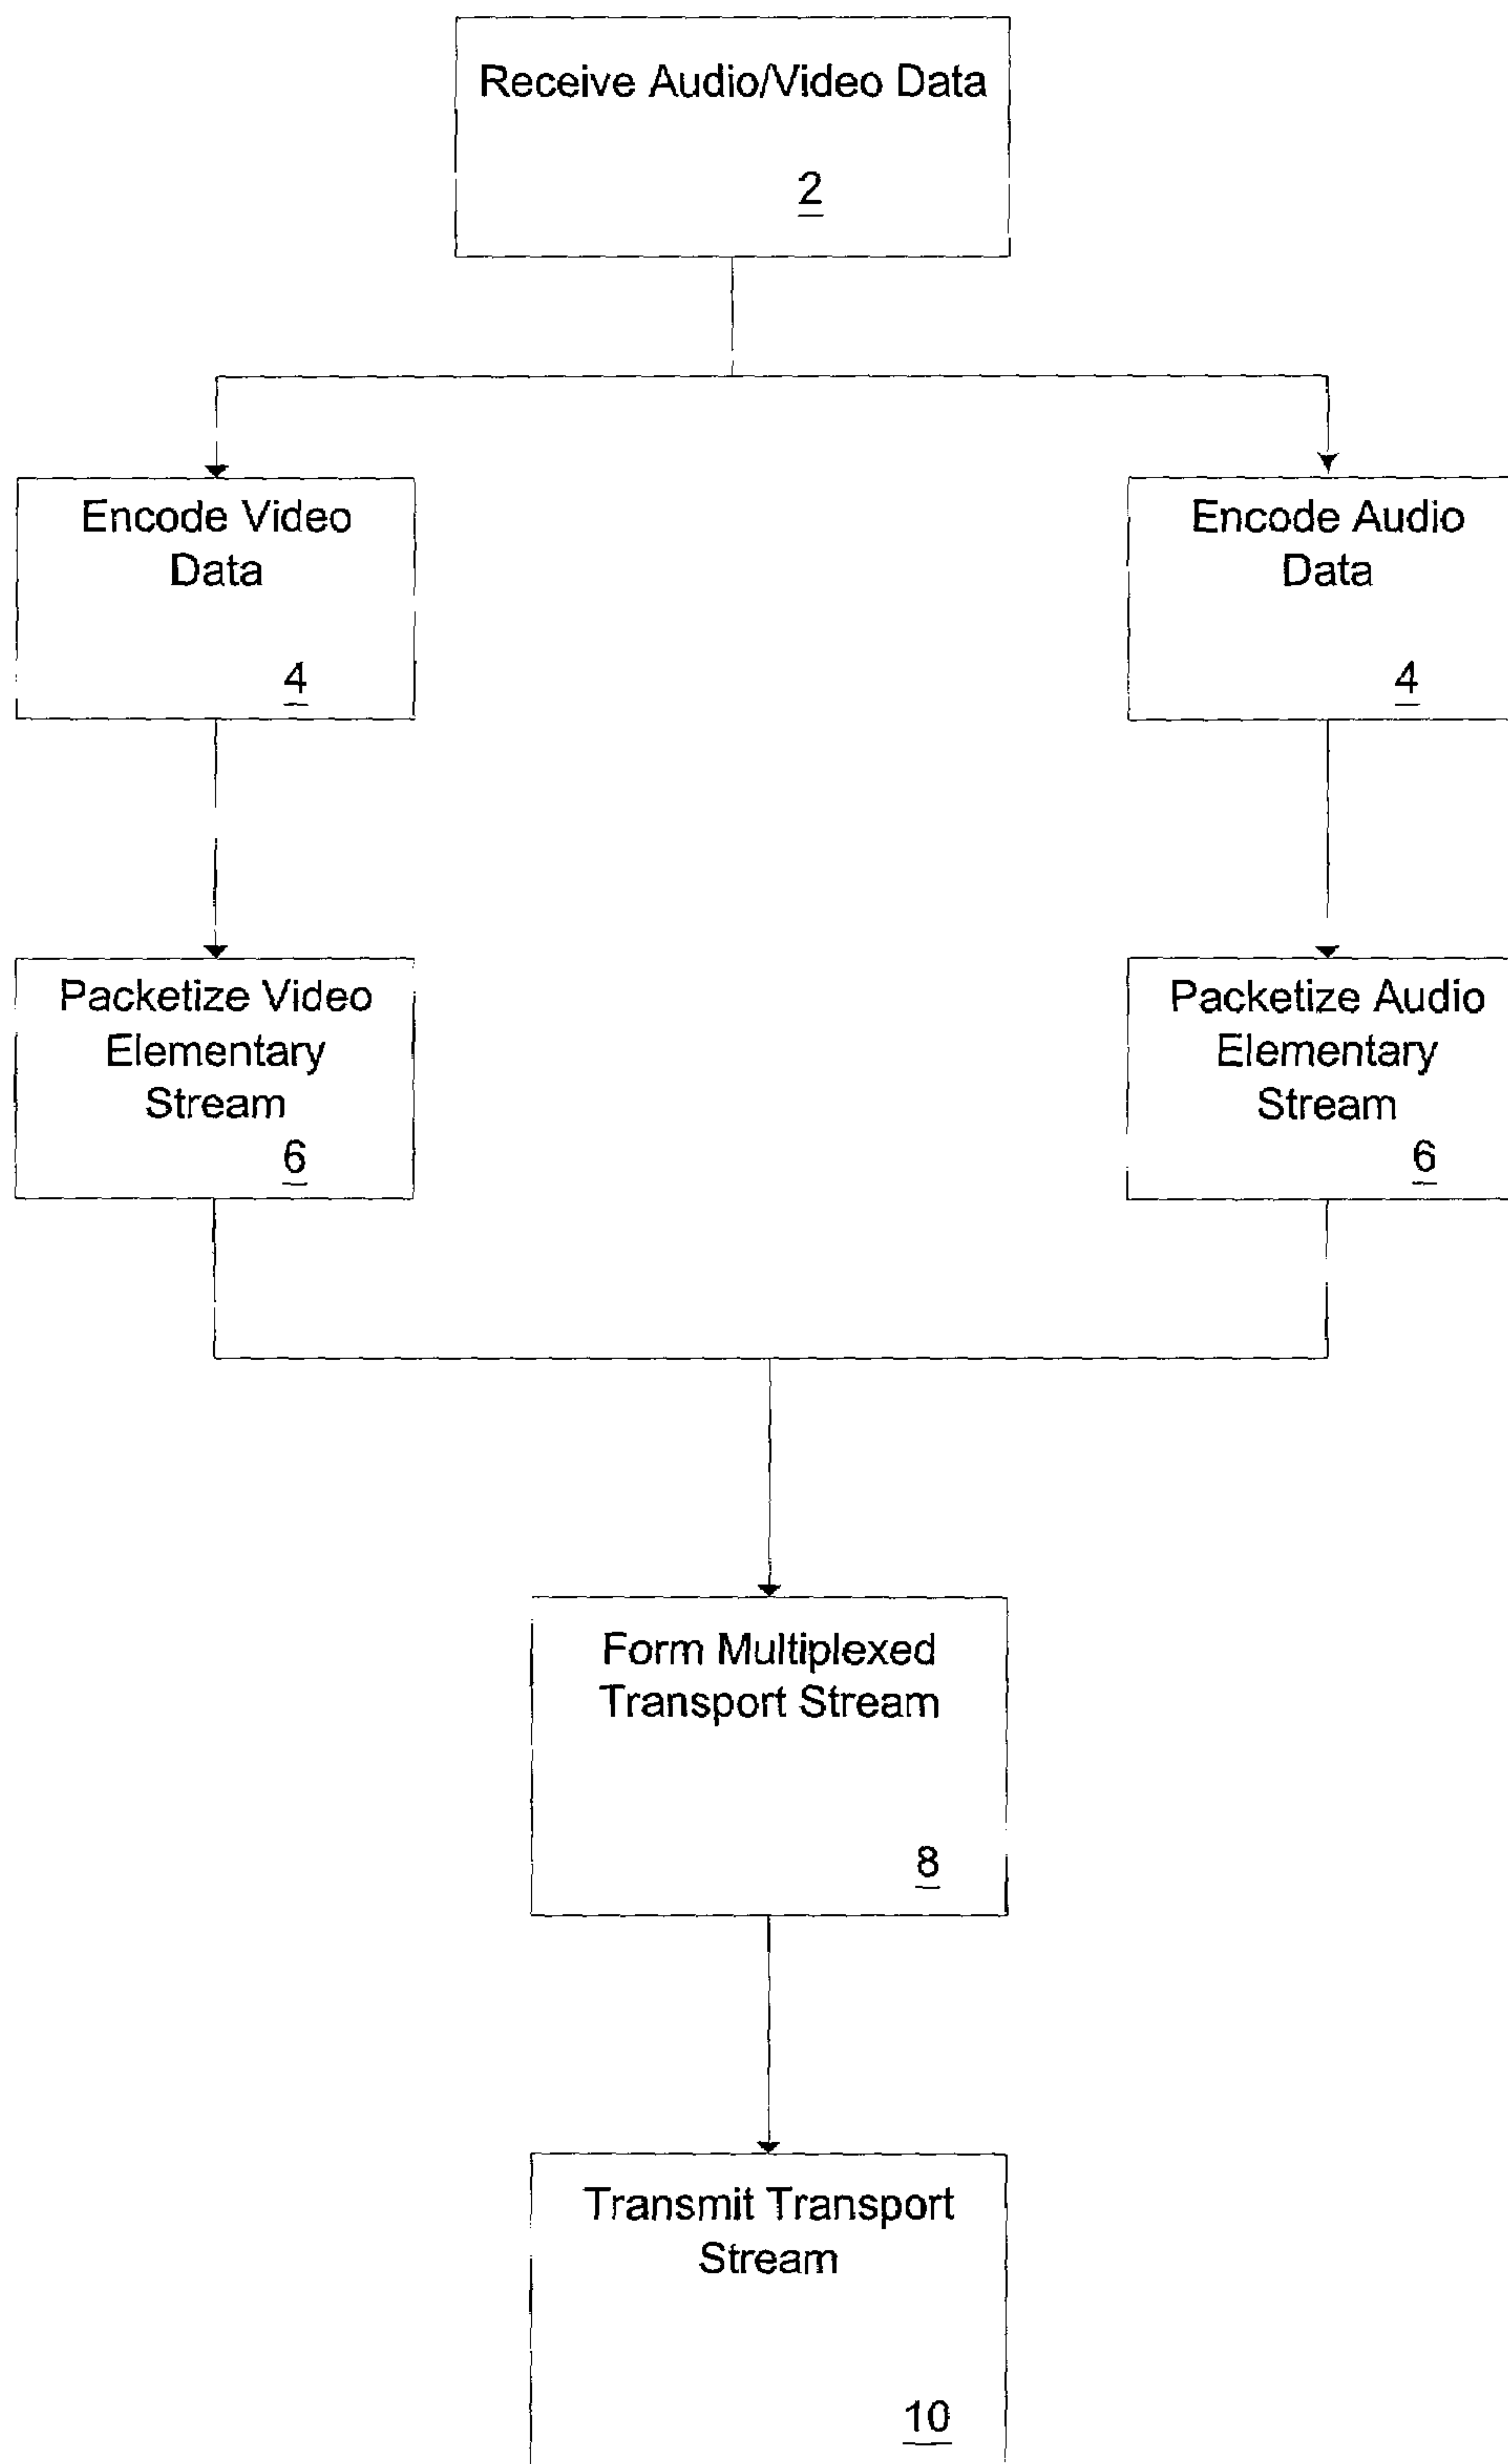 Receive Audio/Video Data
2
Encode Video
Data
4
Encode Audio
Data
4
Packetize Video
Elementary
Stream
6
Packetize Audio
Elementary
Stream
6
Form Multiplexed
Transport Stream
8
Transmit Transport
Stream
10